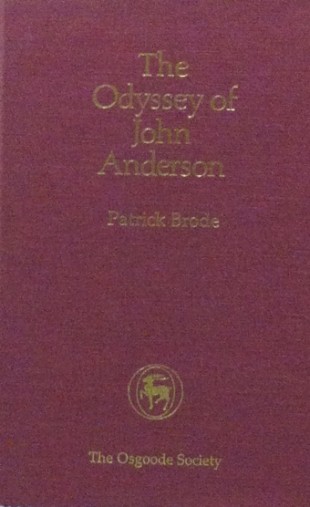 The
Odyssey of
John
Anderson
Patrick Brode
The Osgoode Society